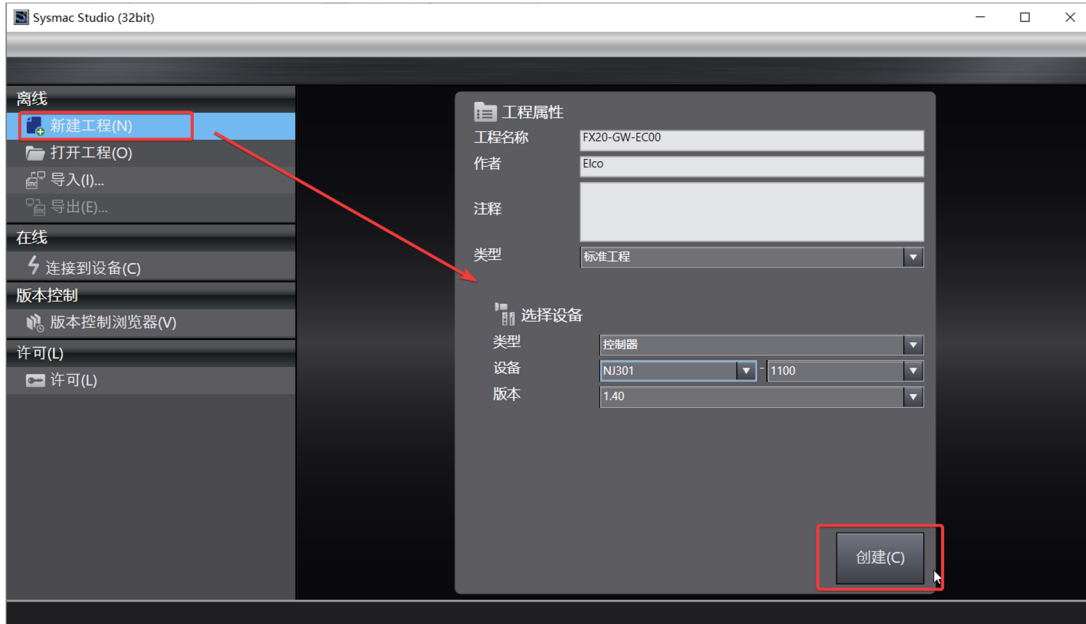 Sysmac Studio (32bit)
离线
新建工程(N)
打开工程(O)
导入(I)...
导出(E)...
在线
连接到设备(C)
版本控制
版本控制浏览器(V)
许可(L)
许可(L)
工程属性
工程名称 FX20-GW-EC00
作者 Elco
注释
类型 标准工程
选择设备
类型 控制器
设备 NJ301 - 1100
版本 1.40
创建(C)